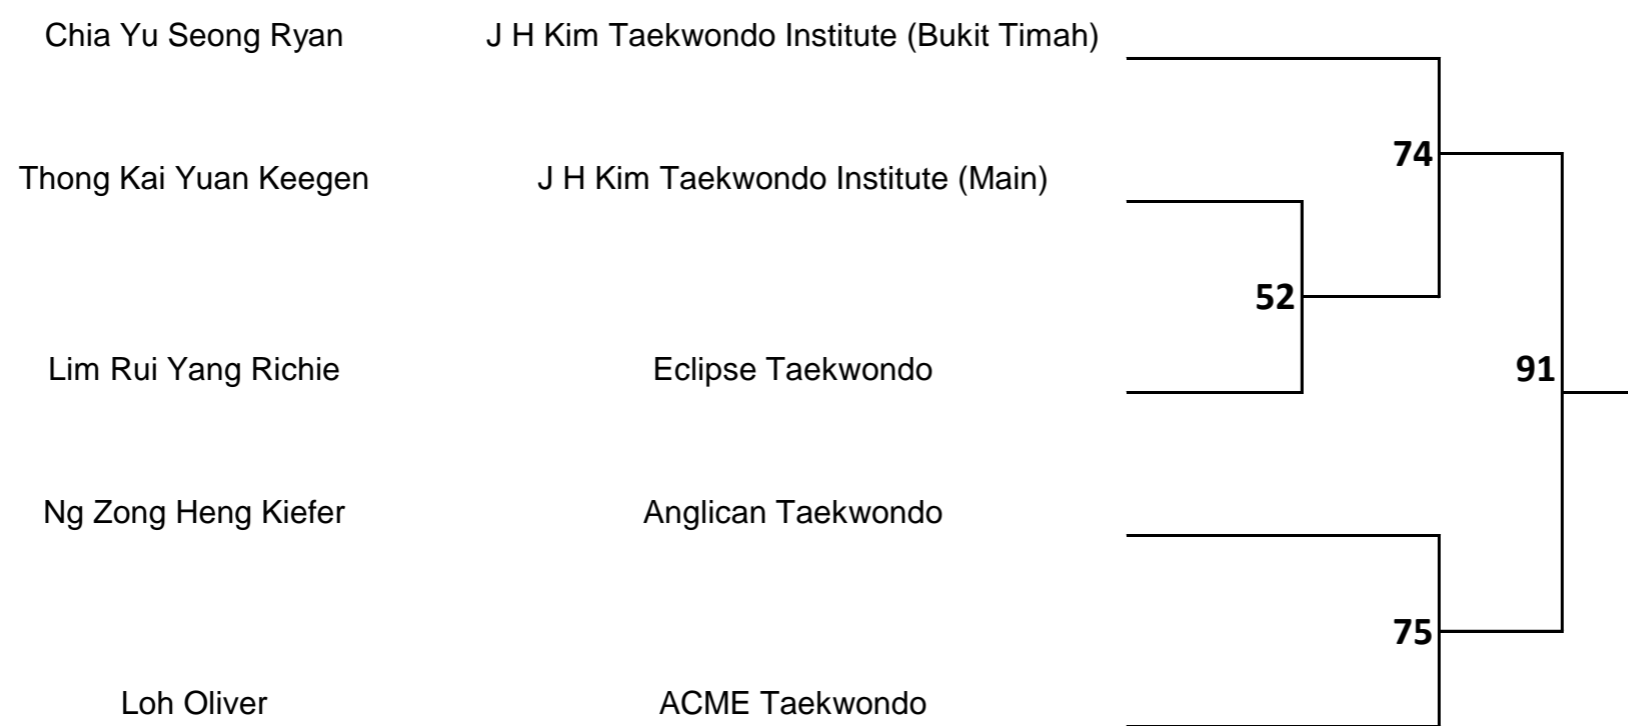 Chia Yu Seong Ryan J H Kim Taekwondo Institute (Bukit Timah)
74
Thong Kai Yuan Keegen J H Kim Taekwondo Institute (Main)
52
Lim Rui Yang Richie Eclipse Taekwondo 91
Ng Zong Heng Kiefer Anglican Taekwondo
75
Loh Oliver ACME Taekwondo